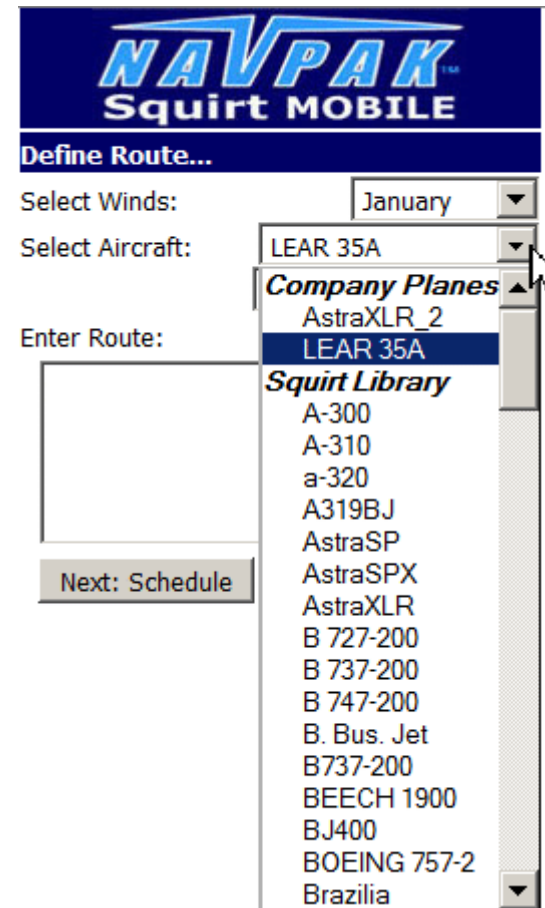 NAVPAK™
Squirt MOBILE
Define Route...
Select Winds: January
Select Aircraft: LEAR 35A
Company Planes
AstraXLR_2
Enter Route:
LEAR 35A
Squirt Library
A-300
A-310
a-320
A319BJ
AstraSP
AstraSPX
Next: Schedule
AstraXLR
B 727-200
B 737-200
B 747-200
B. Bus. Jet
B737-200
BEECH 1900
BJ400
BOEING 757-2
Brazilia